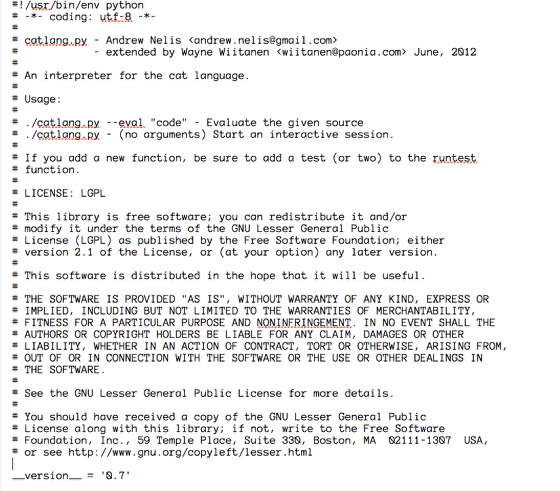 #!/usr/bin/env python
# -*- coding: utf-8 -*-
#
# catlang.py - Andrew Nelis <andrew.nelis@gmail.com>
#            - extended by Wayne Wiitanen <wiitanen@paonia.com> June, 2012
#
# An interpreter for the cat language.
#
# Usage:
#
# ./catlang.py --eval "code" - Evaluate the given source
# ./catlang.py - (no arguments) Start an interactive session.
#
# If you add a new function, be sure to add a test (or two) to the runtest
# function.
#
# LICENSE: LGPL
#
# This library is free software; you can redistribute it and/or
# modify it under the terms of the GNU Lesser General Public
# License (LGPL) as published by the Free Software Foundation; either
# version 2.1 of the License, or (at your option) any later version.
#
# This software is distributed in the hope that it will be useful.
#
# THE SOFTWARE IS PROVIDED "AS IS", WITHOUT WARRANTY OF ANY KIND, EXPRESS OR
# IMPLIED, INCLUDING BUT NOT LIMITED TO THE WARRANTIES OF MERCHANTABILITY,
# FITNESS FOR A PARTICULAR PURPOSE AND NONINFRINGEMENT. IN NO EVENT SHALL THE
# AUTHORS OR COPYRIGHT HOLDERS BE LIABLE FOR ANY CLAIM, DAMAGES OR OTHER
# LIABILITY, WHETHER IN AN ACTION OF CONTRACT, TORT OR OTHERWISE, ARISING FROM,
# OUT OF OR IN CONNECTION WITH THE SOFTWARE OR THE USE OR OTHER DEALINGS IN
# THE SOFTWARE.
#
# See the GNU Lesser General Public License for more details.
#
# You should have received a copy of the GNU Lesser General Public
# License along with this library; if not, write to the Free Software
# Foundation, Inc., 59 Temple Place, Suite 330, Boston, MA  02111-1307  USA,
# or see http://www.gnu.org/copyleft/lesser.html
__version__ = '0.7'